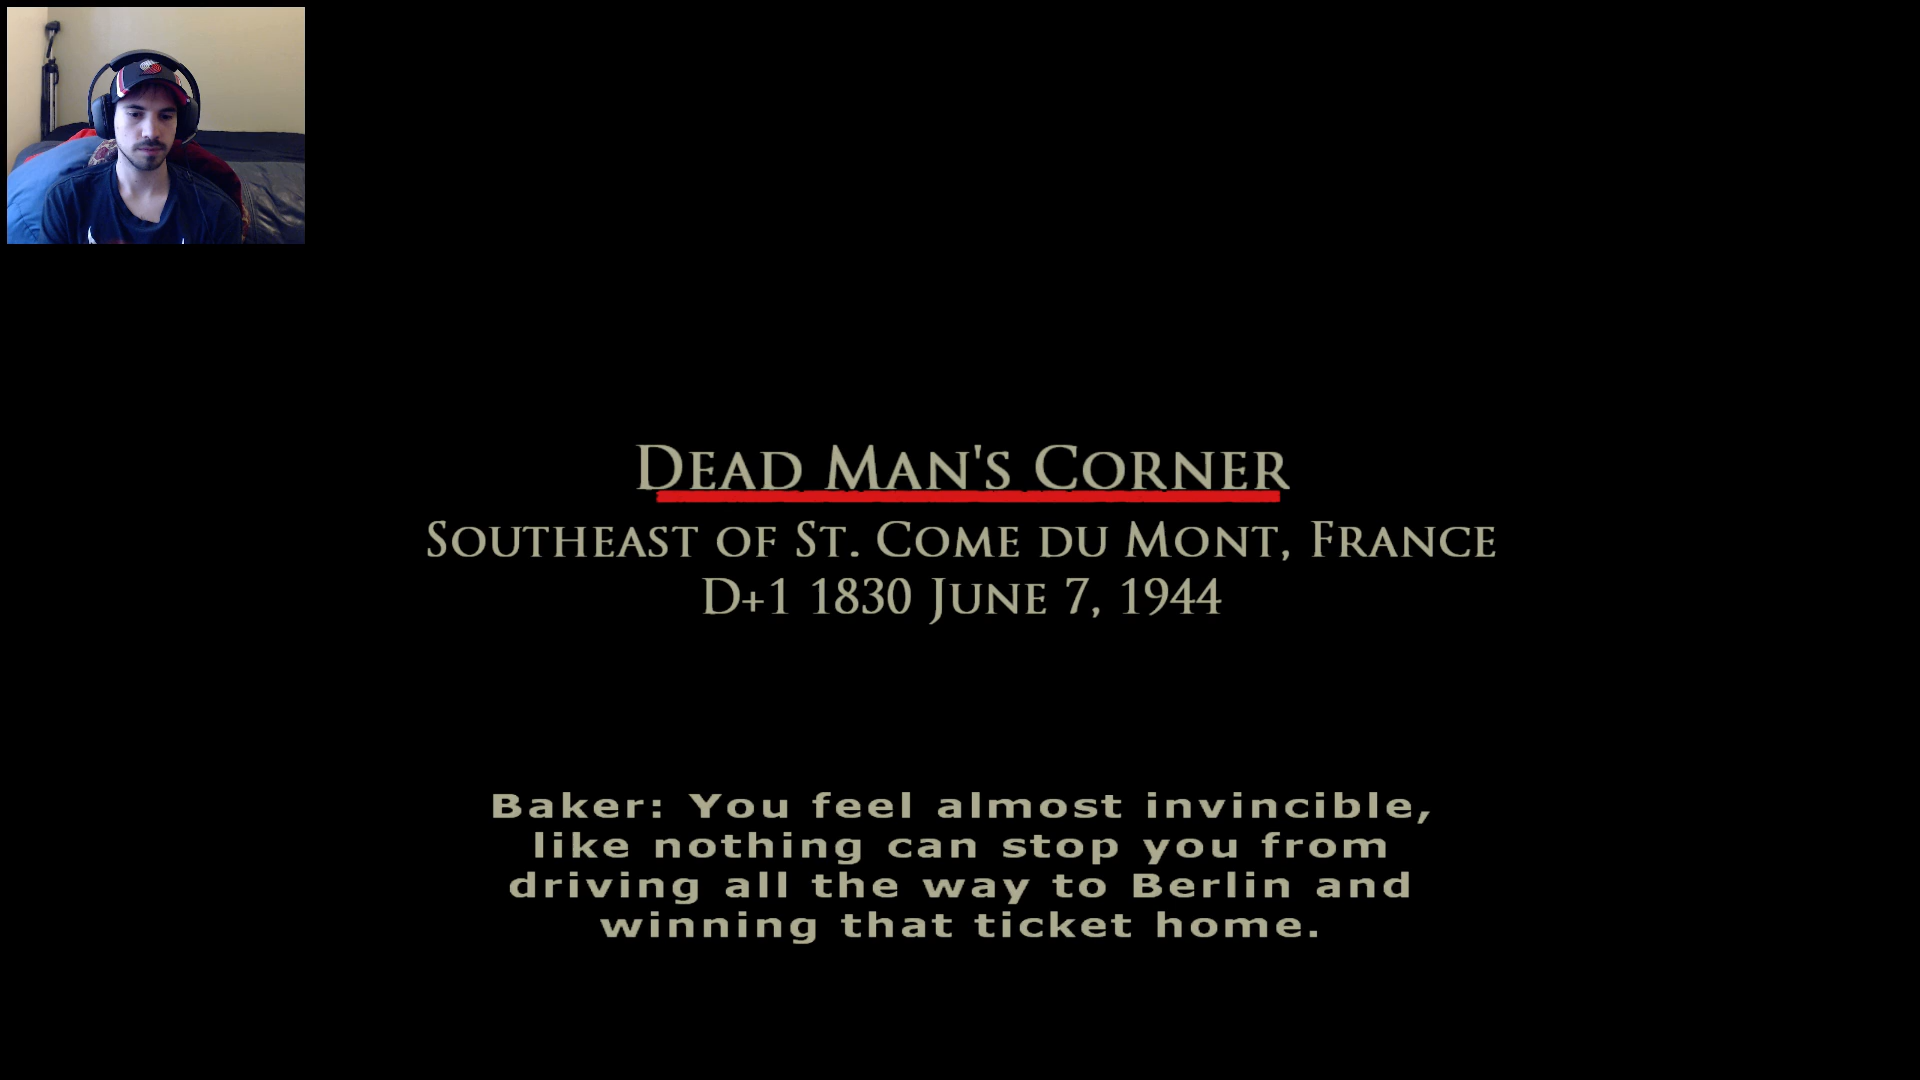 Dead Man's Corner
Southeast of St. Come du Mont, France
D+1 1830 June 7, 1944
Baker: You feel almost invincible,
like nothing can stop you from
driving all the way to Berlin and
winning that ticket home.